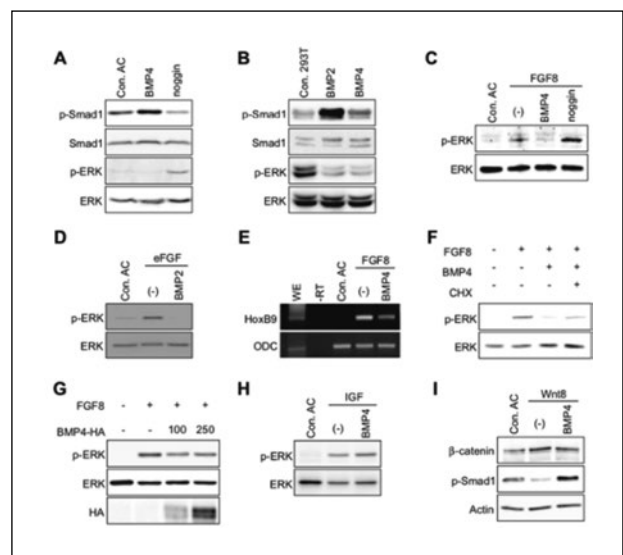 A
Con. AC
BMP4
noggin
p-Smad1
Smad1
p-ERK
ERK
B
Con. 293T
BMP2
BMP4
p-Smad1
Smad1
p-ERK
ERK
C
FGF8
Con. AC
(-)
BMP4
noggin
p-ERK
ERK
D
eFGF
Con. AC
(-)
BMP2
p-ERK
ERK
E
FGF8
WE
-RT
Con. AC
(-)
BMP4
HoxB9
ODC
F
FGF8 - + + +
BMP4 - - + +
CHX +
p-ERK
ERK
G
FGF8 - + + +
BMP4-HA - - 100 250
p-ERK
ERK
HA
H
IGF
Con. AC
(-)
BMP4
p-ERK
ERK
I
Wnt8
Con. AC
(-)
BMP4
β-catenin
p-Smad1
Actin